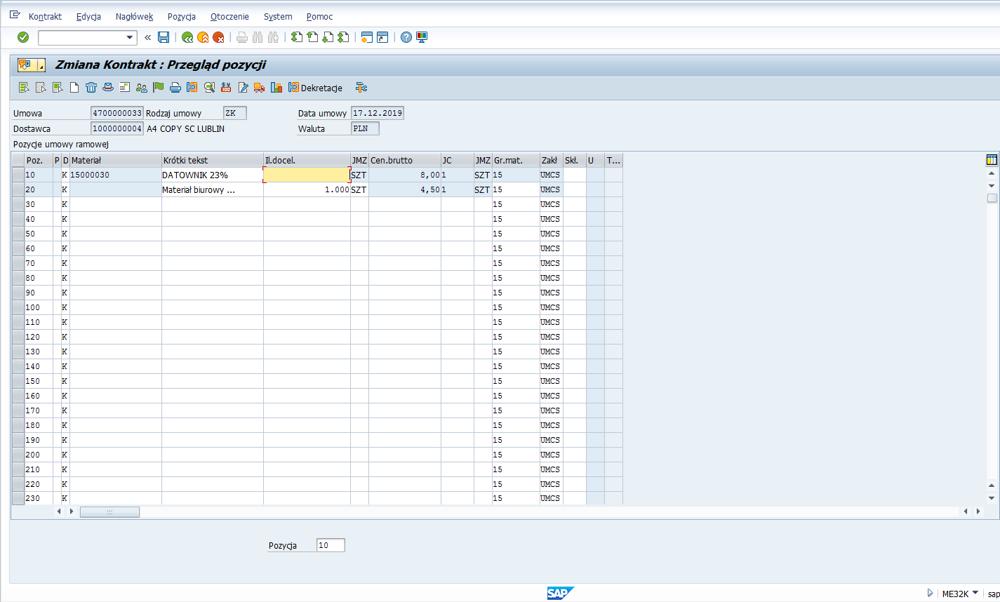 Kontrakt Edycja Nagłówek Pozycja Otoczenie System Pomoc
Zmiana Kontrakt : Przegląd pozycji
Dekretacje
Umowa 4700000033 Rodzaj umowy ZK Data umowy 17.12.2019
Dostawca 1000000004 A4 COPY SC LUBLIN Waluta PLN
Pozycje umowy ramowej
Poz. P D Materiał Krótki tekst Il.docel. JMZ Cen.brutto JC JMZ Gr.mat. Zakł Skł. U T...
10 K 15000030 DATOWNIK 23% SZT 8,00 1 SZT 15 UMCS
20 K Materiał biurowy ... 1.000 SZT 4,50 1 SZT 15 UMCS
30 K 15 UMCS
40 K 15 UMCS
50 K 15 UMCS
60 K 15 UMCS
70 K 15 UMCS
80 K 15 UMCS
90 K 15 UMCS
100 K 15 UMCS
110 K 15 UMCS
120 K 15 UMCS
130 K 15 UMCS
140 K 15 UMCS
150 K 15 UMCS
160 K 15 UMCS
170 K 15 UMCS
180 K 15 UMCS
190 K 15 UMCS
200 K 15 UMCS
210 K 15 UMCS
220 K 15 UMCS
230 K 15 UMCS
Pozycja 10
SAP ME32K sap